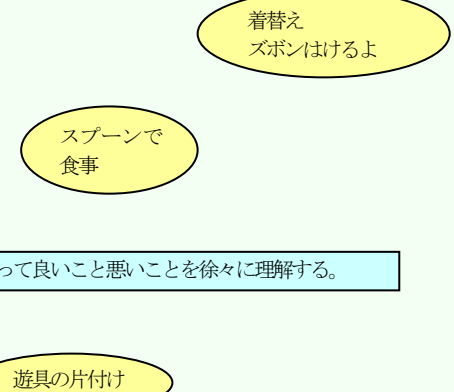 着替え
ズボンはけるよ
スプーンで
食事
って良いこと悪いことを徐々に理解する。
遊具の片付け